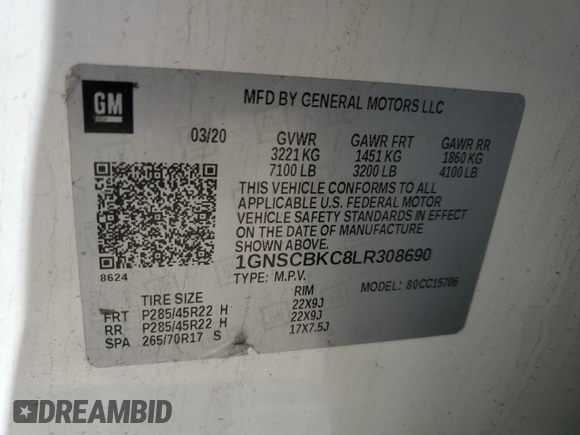 GM
MFD BY GENERAL MOTORS LLC
03/20 GVWR GAWR FRT GAWR RR
3221 KG 1451 KG 1860 KG
7100 LB 3200 LB 4100 LB
THIS VEHICLE CONFORMS TO ALL
APPLICABLE U.S. FEDERAL MOTOR
VEHICLE SAFETY STANDARDS IN EFFECT
ON THE DATE OF MANUFACTURE
SHOWN ABOVE.
1GNSCBKC8LR308690
8624
TYPE: M.P.V. MODEL: 80CC15706
TIRE SIZE RIM
FRT P285/45R22 H 22X9J
RR P285/45R22 H 22X9J
SPA 265/70R17 S 17X7.5J
DREAMBID